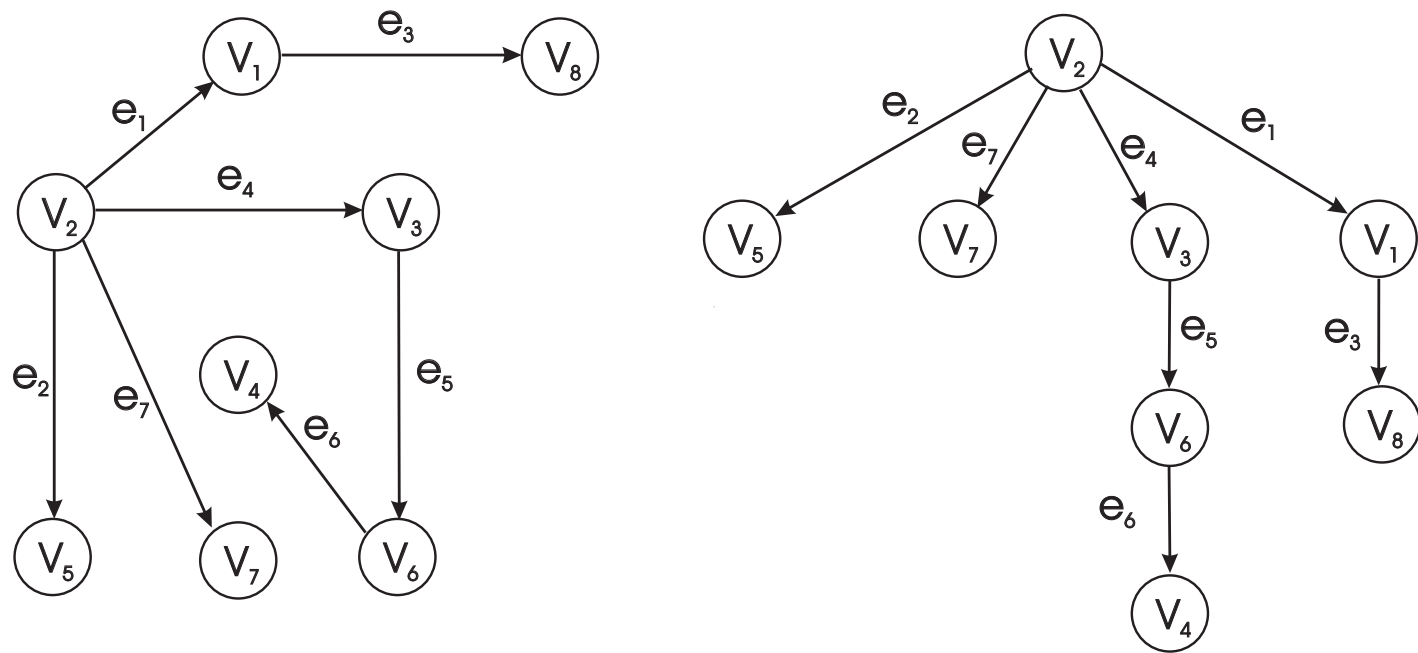 V1 e3 V8
e1
V2 e4 V3
e2 e7 V4 e6 e5
V5 V7 V6
V2
e2 e7 e4 e1
V5 V7 V3 V1
e5 e3
V6 V8
e6
V4